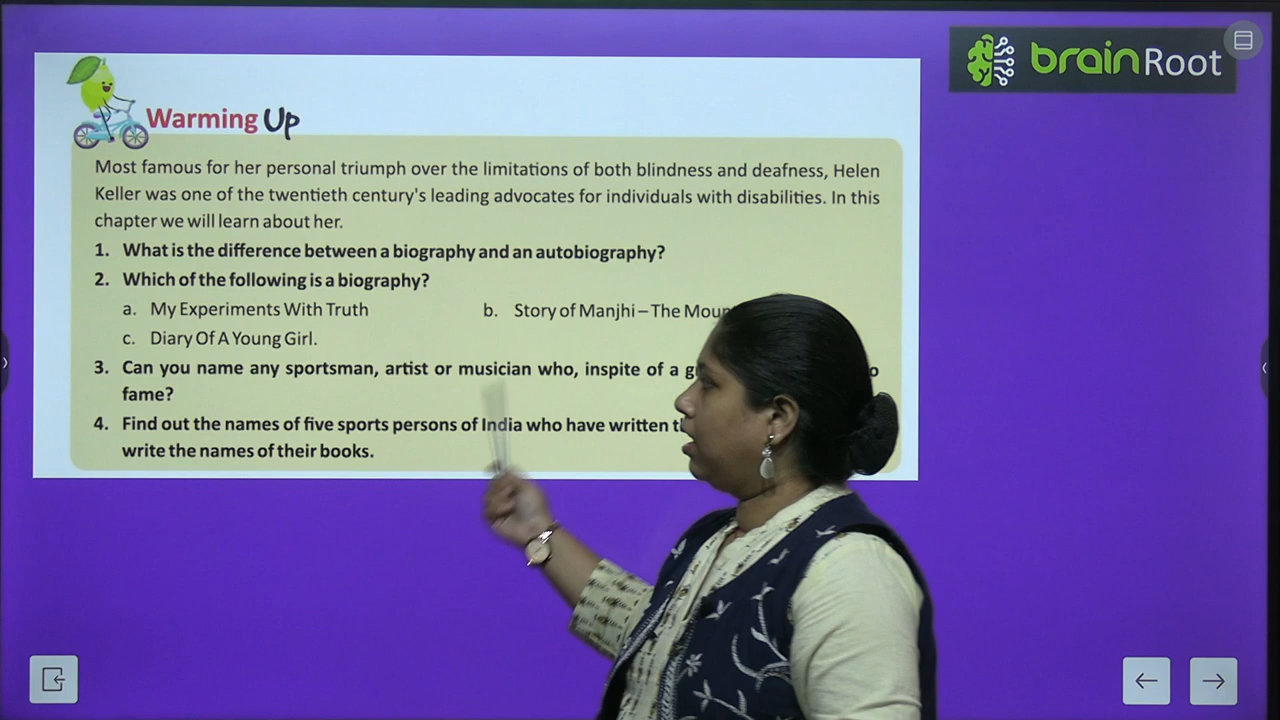 brainRoot
Warming Up
Most famous for her personal triumph over the limitations of both blindness and deafness, Helen
Keller was one of the twentieth century's leading advocates for individuals with disabilities. In this
chapter we will learn about her.
1. What is the difference between a biography and an autobiography?
2. Which of the following is a biography?
a. My Experiments With Truth b. Story of Manjhi – The
c. Diary Of A Young Girl.
3. Can you name any sportsman, artist or musician who, inspite of a
fame?
4. Find out the names of five sports persons of India who have written
write the names of their books.